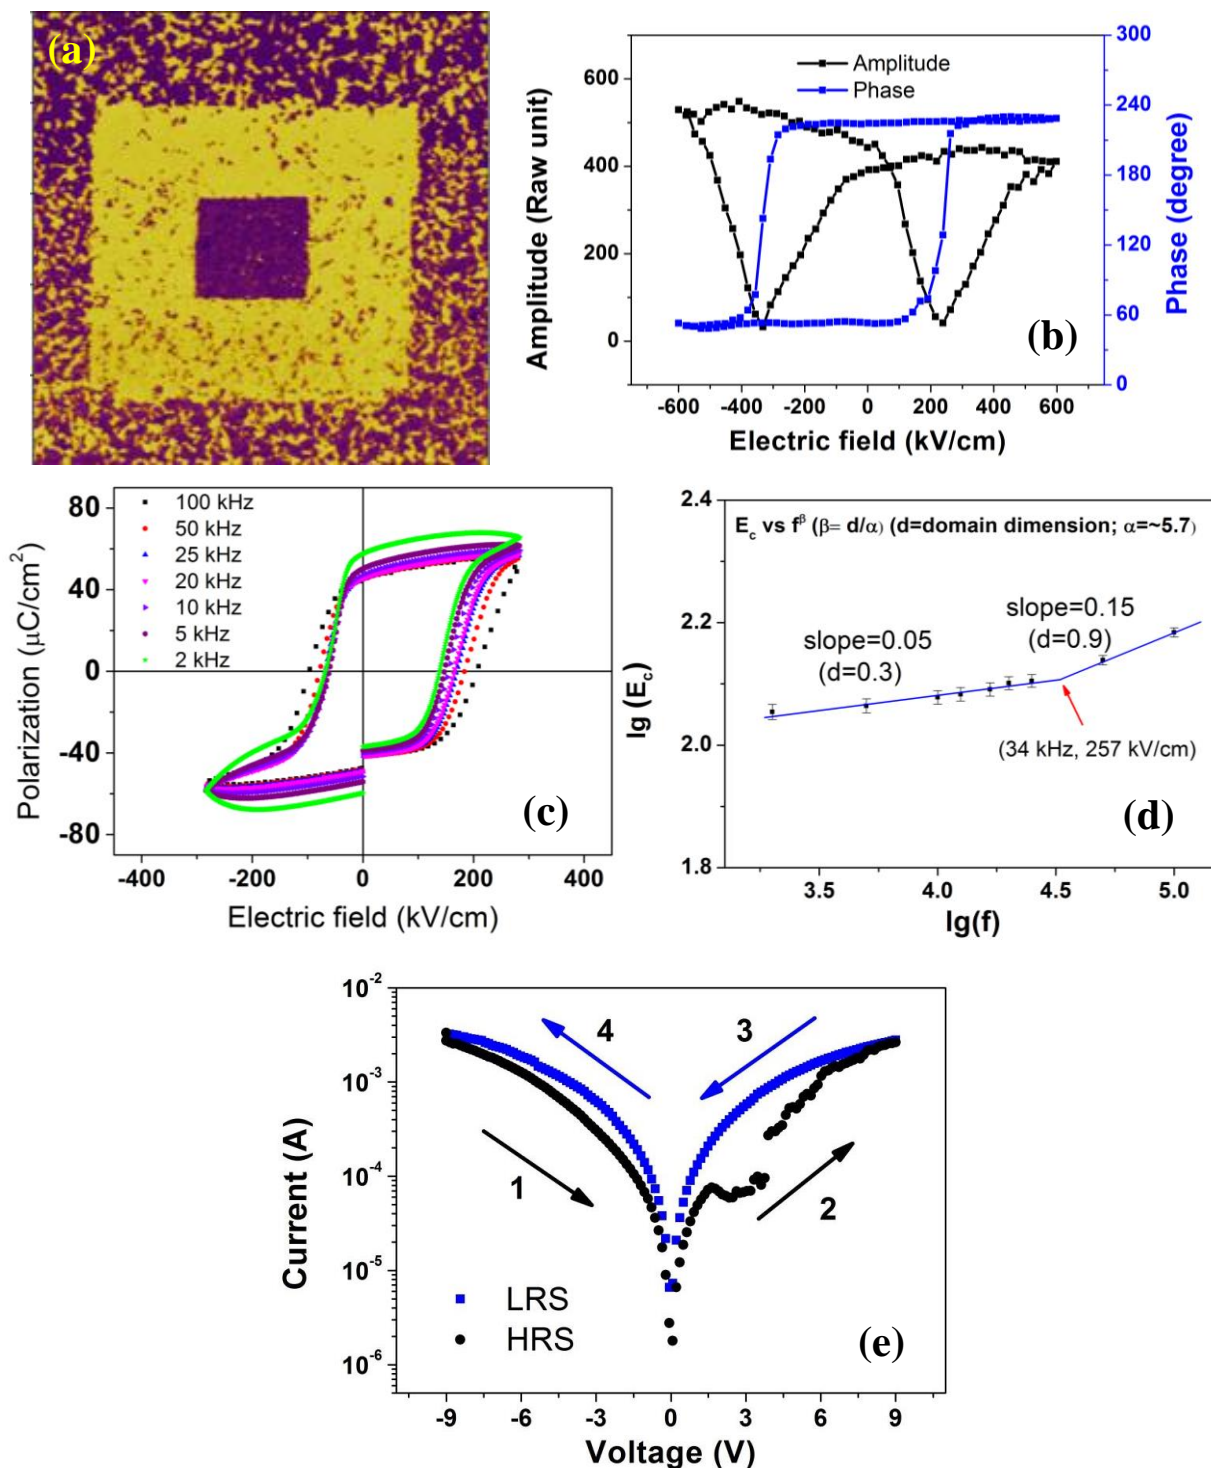 (a)
600
400
200
0
Amplitude (Raw unit)
Amplitude
Phase
300
240
180
120
60
0
Phase (degree)
(b)
-600 -400 -200 0 200 400 600
Electric field (kV/cm)
80
40
0
-40
-80
Polarization (μC/cm²)
100 kHz
50 kHz
25 kHz
20 kHz
10 kHz
5 kHz
2 kHz
(c)
-400 -200 0 200 400
Electric field (kV/cm)
2.4
2.2
2.0
1.8
lg (E_c)
E_c vs f^β (β= d/α) (d=domain dimension; α=~5.7)
slope=0.05
(d=0.3)
slope=0.15
(d=0.9)
(34 kHz, 257 kV/cm)
(d)
3.5 4.0 4.5 5.0
lg(f)
10⁻²
10⁻³
10⁻⁴
10⁻⁵
10⁻⁶
Current (A)
4
3
1
2
LRS
HRS
(e)
-9 -6 -3 0 3 6 9
Voltage (V)